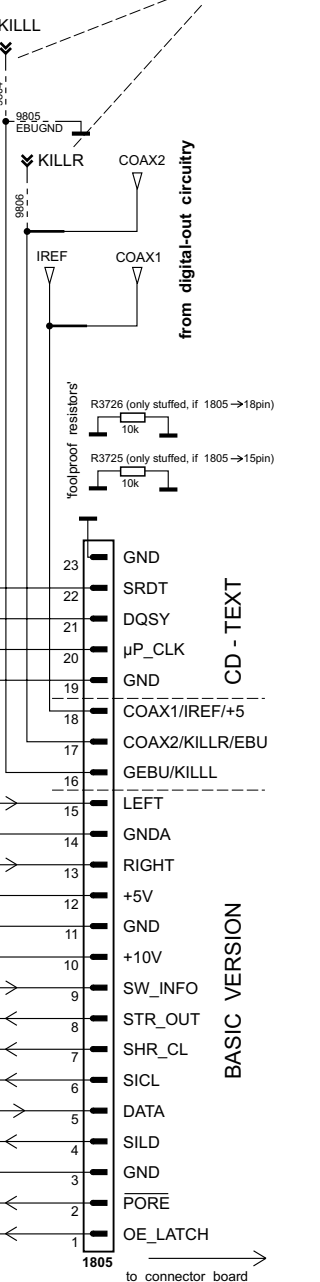 KILLL
9805
EBUGND
KILLR
COAX2
9806
IREF
COAX1
from digital-out circuitry
'foolproof resistors'
R3726 (only stuffed, if 1805 →18pin)
10k
R3725 (only stuffed, if 1805 →15pin)
10k
23 GND
22 SRDT
21 DQSY
20 µP_CLK
19 GND
CD - TEXT
18 COAX1/IREF/+5
17 COAX2/KILLR/EBU
16 GEBU/KILLL
15 LEFT
14 GNDA
13 RIGHT
12 +5V
11 GND
10 +10V
9 SW_INFO
8 STR_OUT
7 SHR_CL
6 SICL
5 DATA
4 SILD
3 GND
2 PORE
1 OE_LATCH
BASIC VERSION
1805
to connector board